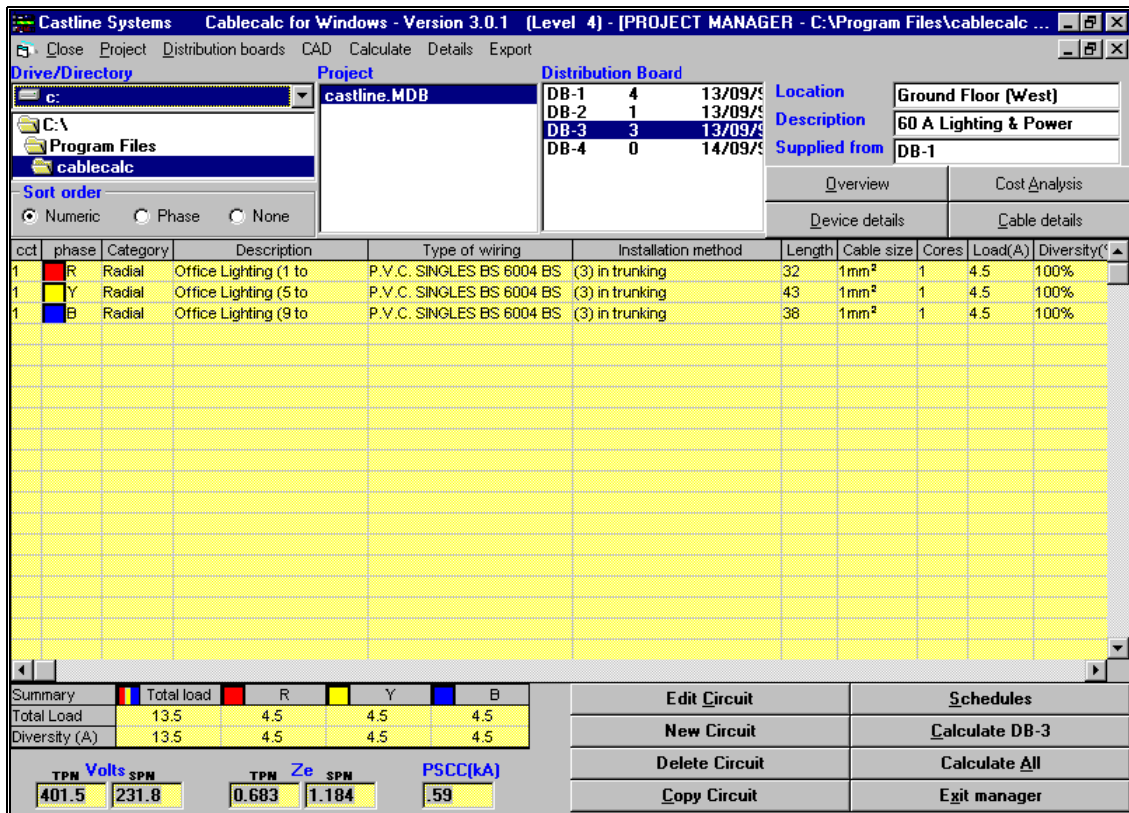 Castline Systems Cablecalc for Windows - Version 3.0.1 (Level 4) - [PROJECT MANAGER - C:\Program Files\cablecalc ...
Close Project Distribution boards CAD Calculate Details Export
Drive/Directory Project Distribution Board
c: castline.MDB DB-1 4 13/09/9 Location Ground Floor (West)
C:\ DB-2 1 13/09/9 Description 60 A Lighting & Power
Program Files DB-3 3 13/09/9
cablecalc DB-4 0 14/09/9 Supplied from DB-1
Sort order Overview Cost Analysis
Numeric Phase None Device details Cable details
cct phase Category Description Type of wiring Installation method Length Cable size Cores Load(A) Diversity(%
1 R Radial Office Lighting (1 to P.V.C. SINGLES BS 6004 BS (3) in trunking 32 1mm² 1 4.5 100%
1 Y Radial Office Lighting (5 to P.V.C. SINGLES BS 6004 BS (3) in trunking 43 1mm² 1 4.5 100%
1 B Radial Office Lighting (9 to P.V.C. SINGLES BS 6004 BS (3) in trunking 38 1mm² 1 4.5 100%
Summary Total load R Y B
Total Load 13.5 4.5 4.5 4.5
Diversity (A) 13.5 4.5 4.5 4.5
TPN Volts SPN TPN Ze SPN PSCC(kA)
401.5 231.8 0.683 1.184 .59
Edit Circuit Schedules
New Circuit Calculate DB-3
Delete Circuit Calculate All
Copy Circuit Exit manager